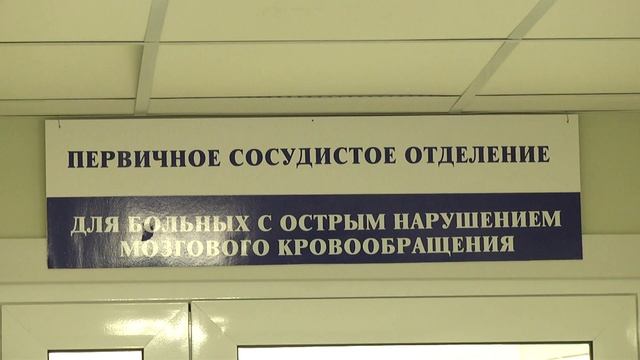 ПЕРВИЧНОЕ СОСУДИСТОЕ ОТДЕЛЕНИЕ
ДЛЯ БОЛЬНЫХ С ОСТРЫМ НАРУШЕНИЕМ
МОЗГОВОГО КРОВООБРАЩЕНИЯ